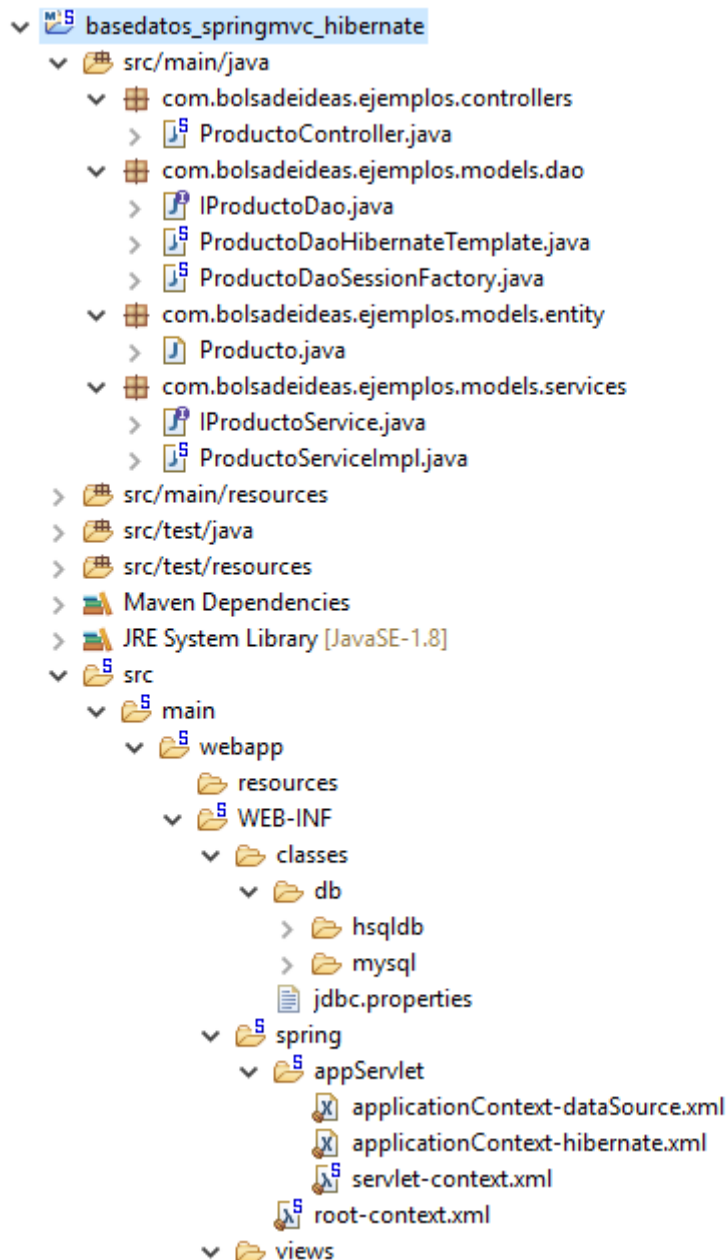 basedatos_springmvc_hibernate
src/main/java
com.bolsadeideas.ejemplos.controllers
ProductoController.java
com.bolsadeideas.ejemplos.models.dao
IProductoDao.java
ProductoDaoHibernateTemplate.java
ProductoDaoSessionFactory.java
com.bolsadeideas.ejemplos.models.entity
Producto.java
com.bolsadeideas.ejemplos.models.services
IProductoService.java
ProductoServiceImpl.java
src/main/resources
src/test/java
src/test/resources
Maven Dependencies
JRE System Library [JavaSE-1.8]
src
main
webapp
resources
WEB-INF
classes
db
hsqldb
mysql
jdbc.properties
spring
appServlet
applicationContext-dataSource.xml
applicationContext-hibernate.xml
servlet-context.xml
root-context.xml
views